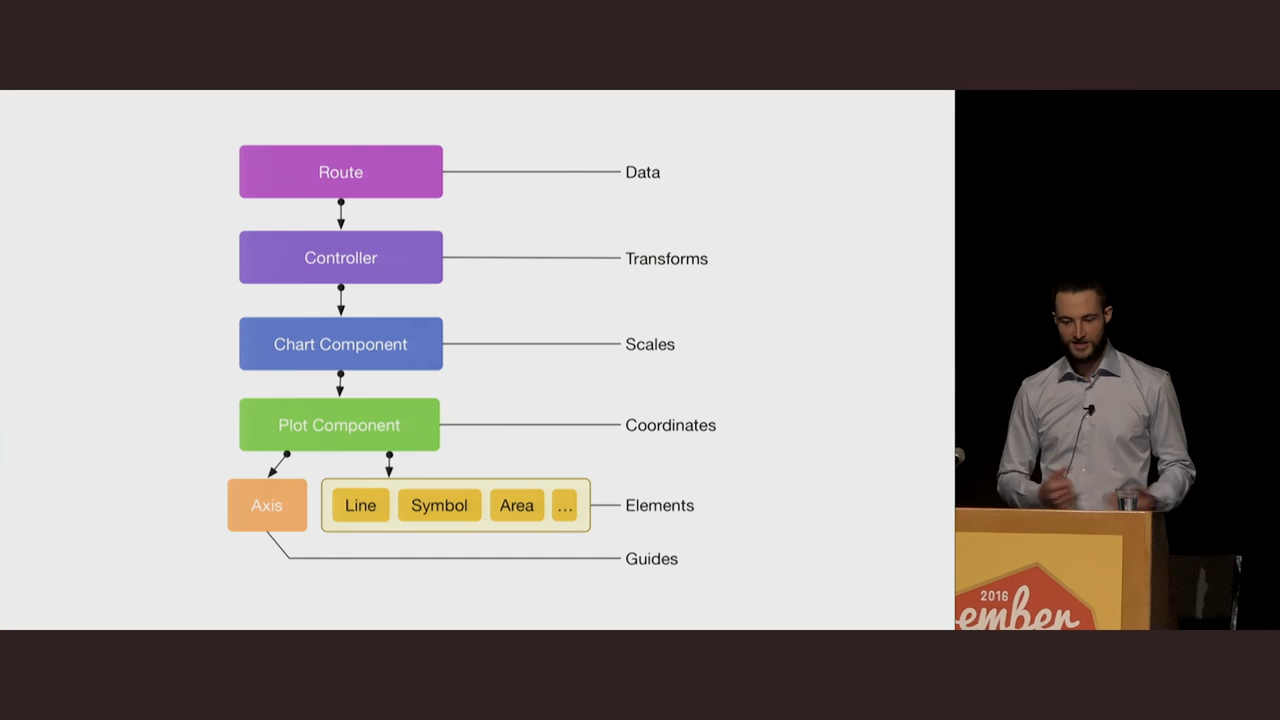 Route
Data
Controller
Transforms
Chart Component
Scales
Plot Component
Coordinates
Axis
Line
Symbol
Area
...
Elements
Guides
2016
ember